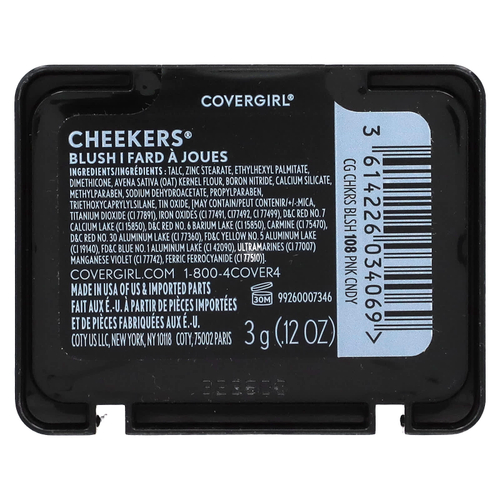 COVERGIRL®
CHEEKERS®
BLUSH I FARD À JOUES
INGREDIENTS/INGRÉDIENTS: TALC, ZINC STEARATE, ETHYLHEXYL PALMITATE,
DIMETHICONE, AVENA SATIVA (OAT) KERNEL FLOUR, BORON NITRIDE, CALCIUM SILICATE,
METHYLPARABEN, SODIUM DEHYDROACETATE, PROPYLPARABEN,
TRIETHOXYCAPRYLYLSILANE, TIN OXIDE, [MAY CONTAIN/PEUT CONTENIR/+/-:MICA,
TITANIUM DIOXIDE (CI 77891), IRON OXIDES (CI 77491, CI77492, CI 77499), D&C RED NO. 7
CALCIUM LAKE (CI 15850), D&C RED NO. 6 BARIUM LAKE (CI 15850), CARMINE (CI 75470),
D&C RED NO. 30 ALUMINUM LAKE (CI 77360), FD&C YELLOW NO. 5 ALUMINUM LAKE
(CI 19140), FD&C BLUE NO. 1 ALUMINUM LAKE (CI 42090), ULTRAMARINES (CI 77007)
MANGANESE VIOLET (CI 77742), FERRIC FERROCYANIDE (CI 77510)].
COVERGIRL.COM 1-800-4COVER4
MADE IN USA OF US & IMPORTED PARTS
FAIT AUX É.-U. À PARTIR DE PIÈCES IMPORTÉES
ET DE PIÈCES FABRIQUÉES AUX É.-U.
COTY US LLC, NEW YORK, NY 10118 COTY, 75002 PARIS
30M
99260007346
3 g (.12 OZ)
CG CHKRS BLSH 108 PNK CNDY
3 614226 034069 >